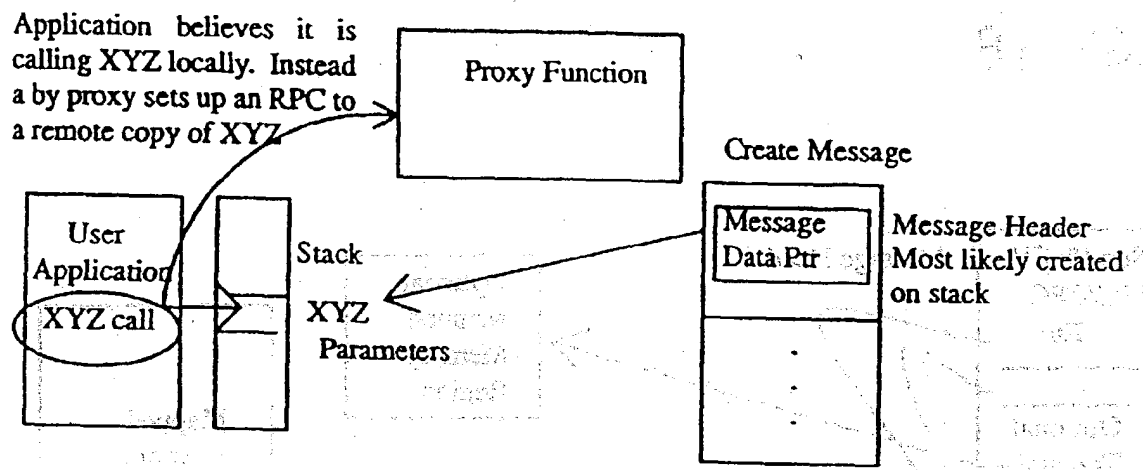 Application believes it is
calling XYZ locally. Instead
a by proxy sets up an RPC to
a remote copy of XYZ
Proxy Function
Create Message
User
Application
XYZ call
Stack
XYZ
Parameters
Message
Data Ptr
Message Header
Most likely created
on stack